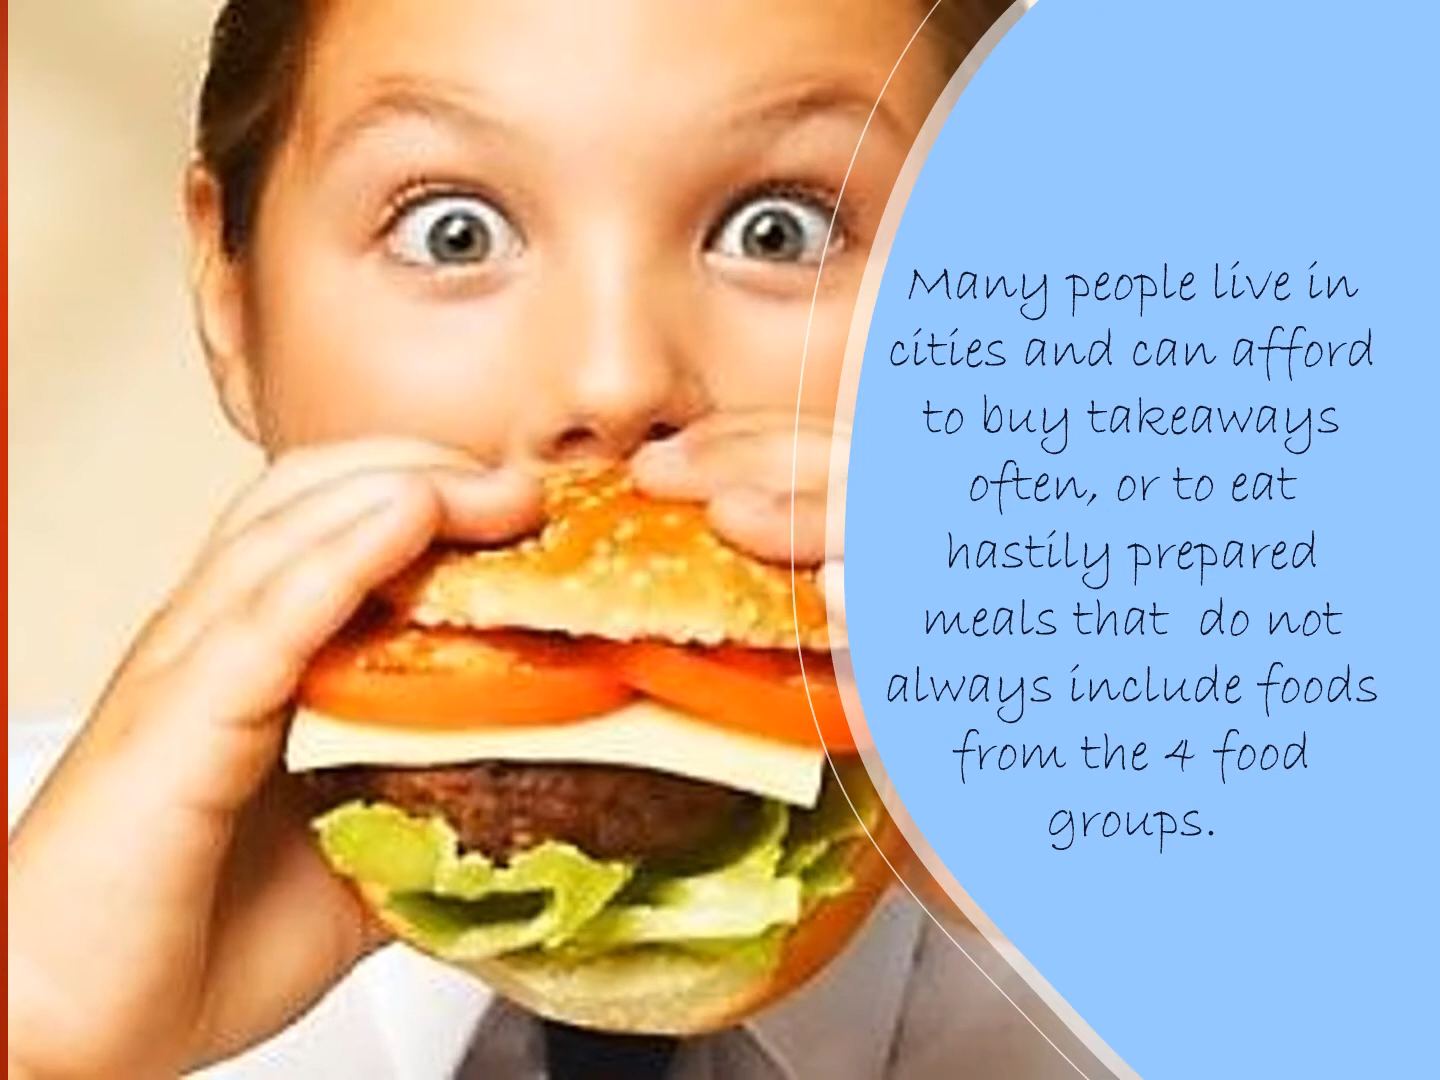 Many people live in
cities and can afford
to buy takeaways
often, or to eat
hastily prepared
meals that  do not
always include foods
from the 4 food
groups.